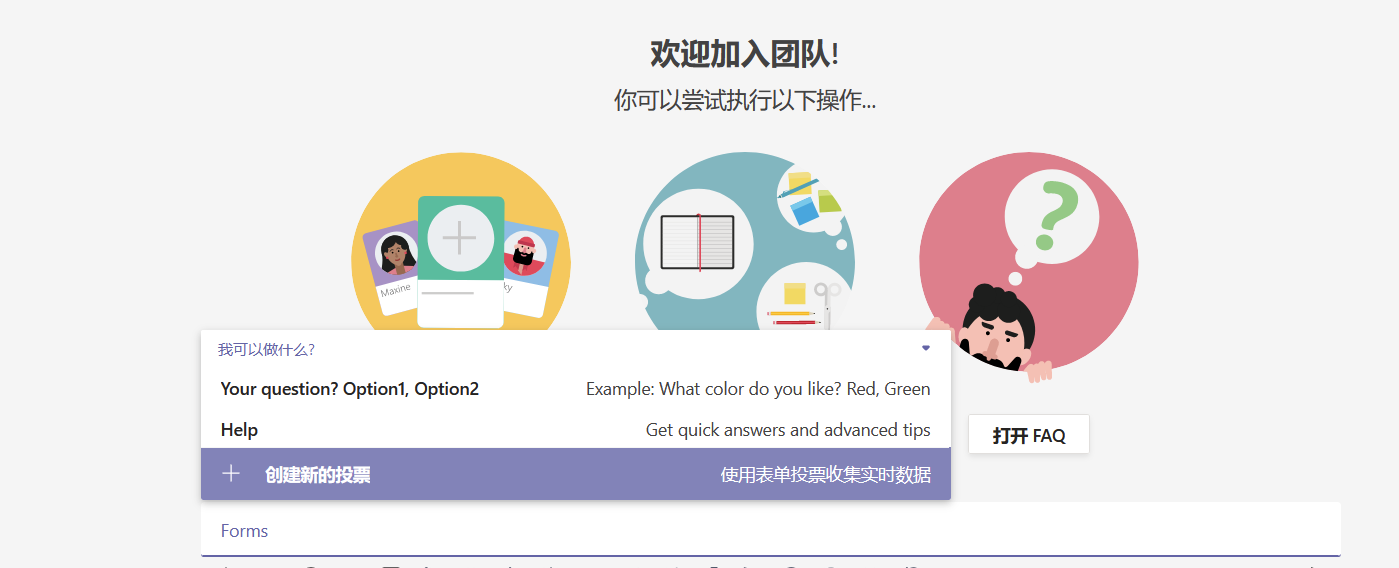 欢迎加入团队!
你可以尝试执行以下操作...
Maxine
ky
我可以做什么?
Your question? Option1, Option2
Example: What color do you like? Red, Green
Help
Get quick answers and advanced tips
打开 FAQ
创建新的投票
使用表单投票收集实时数据
Forms